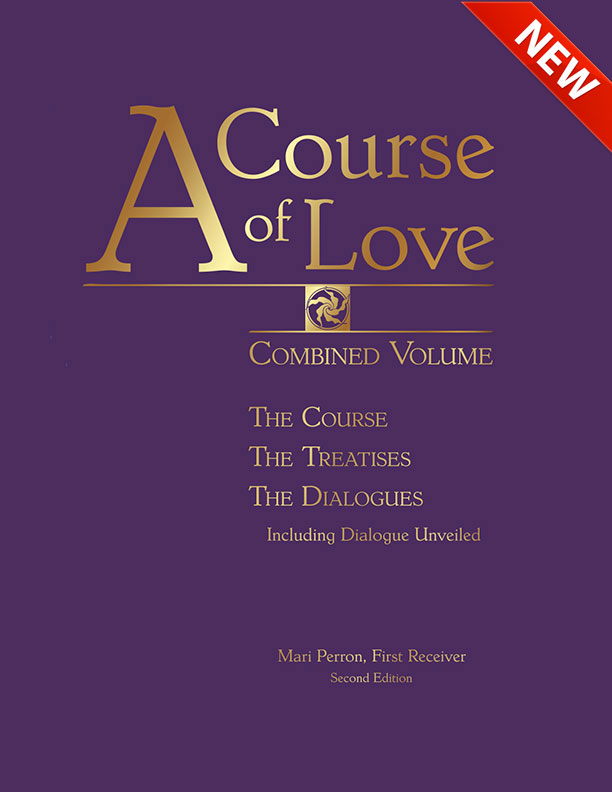 NEW
A Course
of Love
COMBINED VOLUME
THE COURSE
THE TREATISES
THE DIALOGUES
Including Dialogue Unveiled
Mari Perron, First Receiver
Second Edition